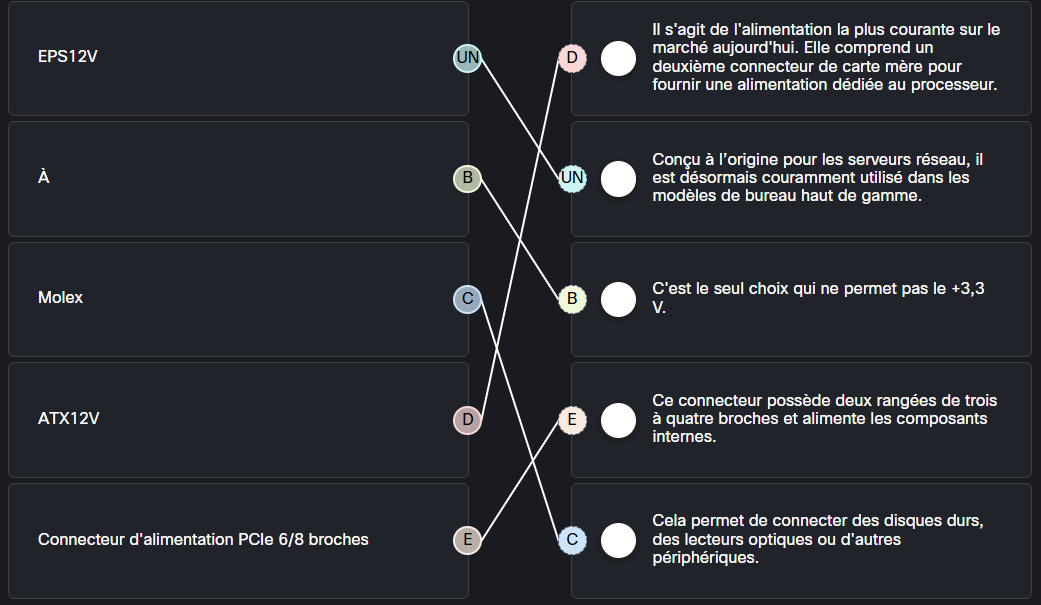 EPS12V
UN
D
Il s'agit de l'alimentation la plus courante sur le
marché aujourd'hui. Elle comprend un
deuxième connecteur de carte mère pour
fournir une alimentation dédiée au processeur.
À
B
UN
Conçu à l'origine pour les serveurs réseau, il
est désormais couramment utilisé dans les
modèles de bureau haut de gamme.
Molex
C
B
C'est le seul choix qui ne permet pas le +3,3
V.
ATX12V
D
E
Ce connecteur possède deux rangées de trois
à quatre broches et alimente les composants
internes.
Connecteur d'alimentation PCIe 6/8 broches
E
C
Cela permet de connecter des disques durs,
des lecteurs optiques ou d'autres
périphériques.